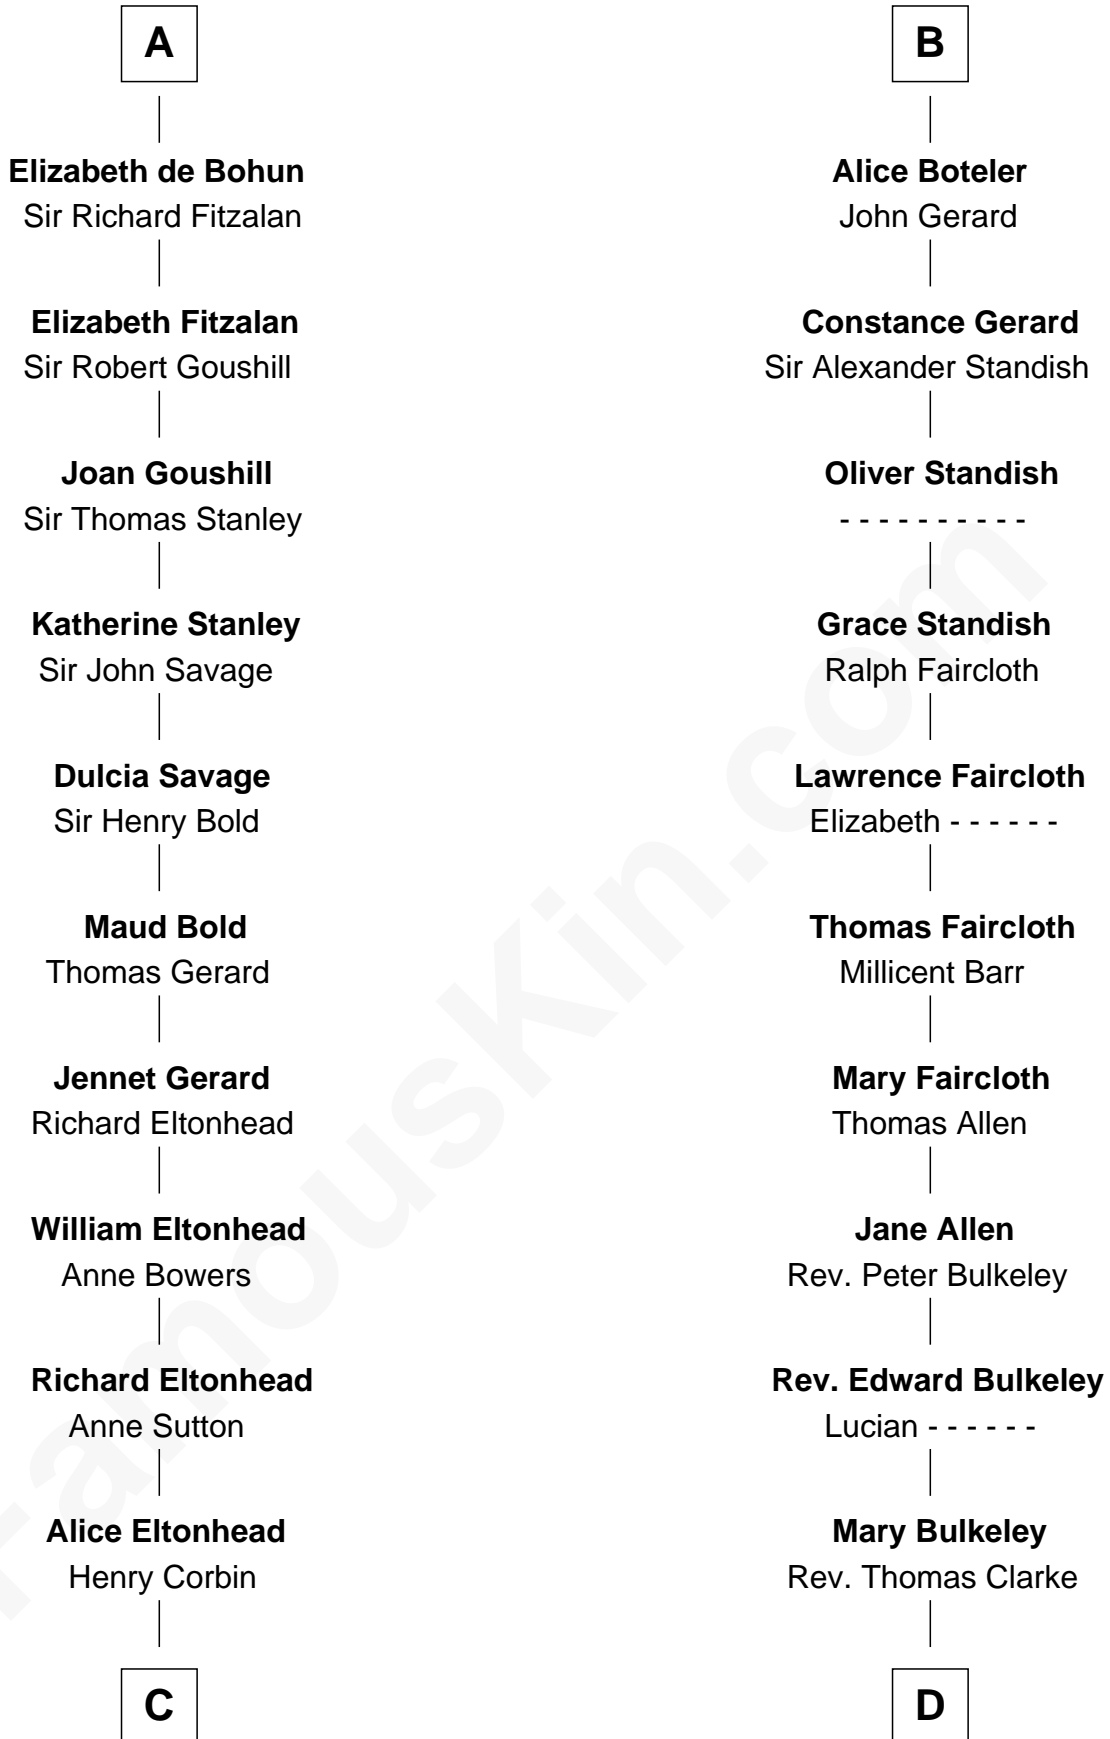 A
Elizabeth de Bohun
Sir Richard Fitzalan
Elizabeth Fitzalan
Sir Robert Goushill
Joan Goushill
Sir Thomas Stanley
Katherine Stanley
Sir John Savage
Dulcia Savage
Sir Henry Bold
Maud Bold
Thomas Gerard
Jennet Gerard
Richard Eltonhead
William Eltonhead
Anne Bowers
Richard Eltonhead
Anne Sutton
Alice Eltonhead
Henry Corbin
C
B
Alice Boteler
John Gerard
Constance Gerard
Sir Alexander Standish
Oliver Standish
- - - - - - - - - -
Grace Standish
Ralph Faircloth
Lawrence Faircloth
Elizabeth - - - - - -
Thomas Faircloth
Millicent Barr
Mary Faircloth
Thomas Allen
Jane Allen
Rev. Peter Bulkeley
Rev. Edward Bulkeley
Lucian - - - - - -
Mary Bulkeley
Rev. Thomas Clarke
D
FamousKin.com